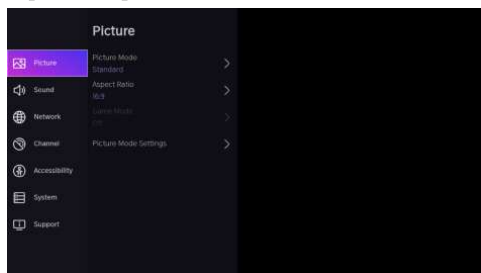 Picture
Picture
Picture Mode
Standard
Sound
Aspect Ratio
16:9
Network
Game Mode
Off
Channel
Picture Mode Settings
Accessibility
System
Support